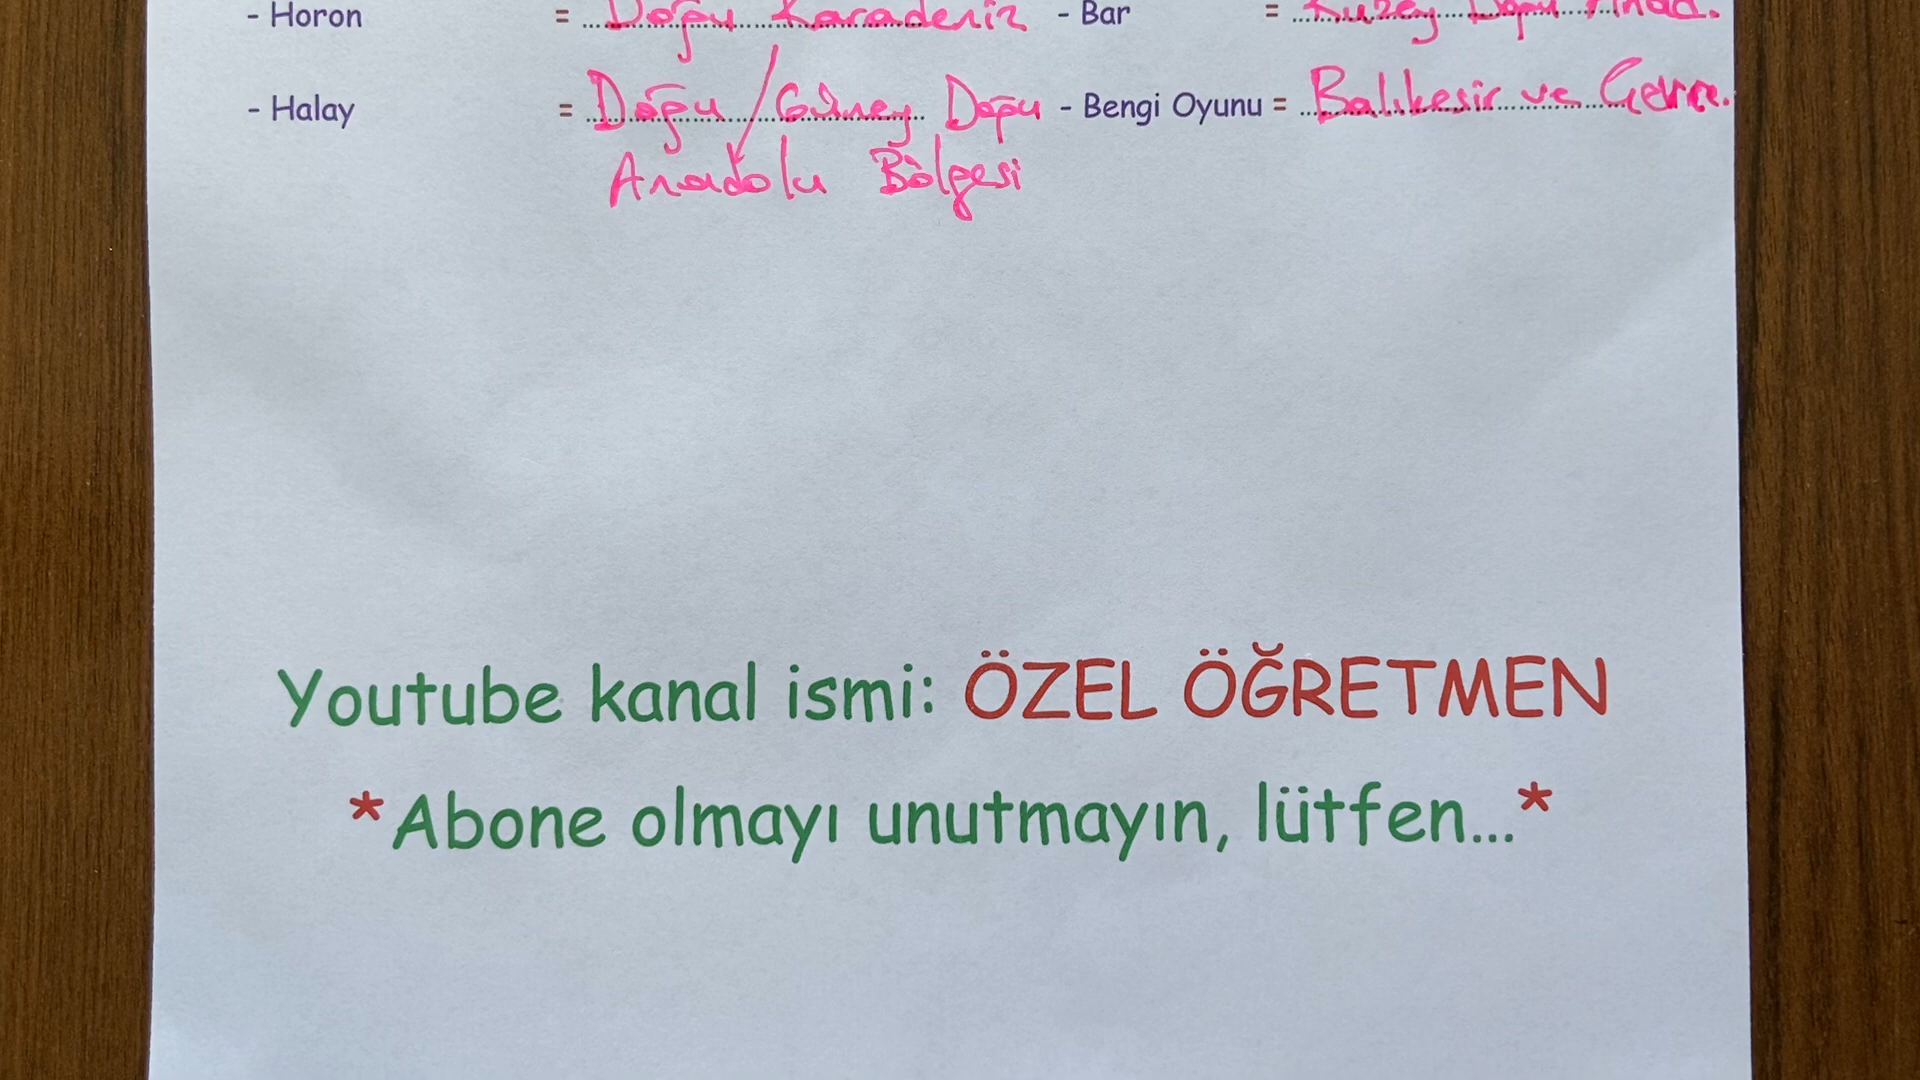 - Horon = Doğu Karadeniz - Bar = Kuzey Doğu Anad.
- Halay = Doğu / Güney Doğu - Bengi Oyunu = Balıkesir ve Çevre.
Anadolu Bölgesi
Youtube kanal ismi: ÖZEL ÖĞRETMEN
*Abone olmayı unutmayın, lütfen...*